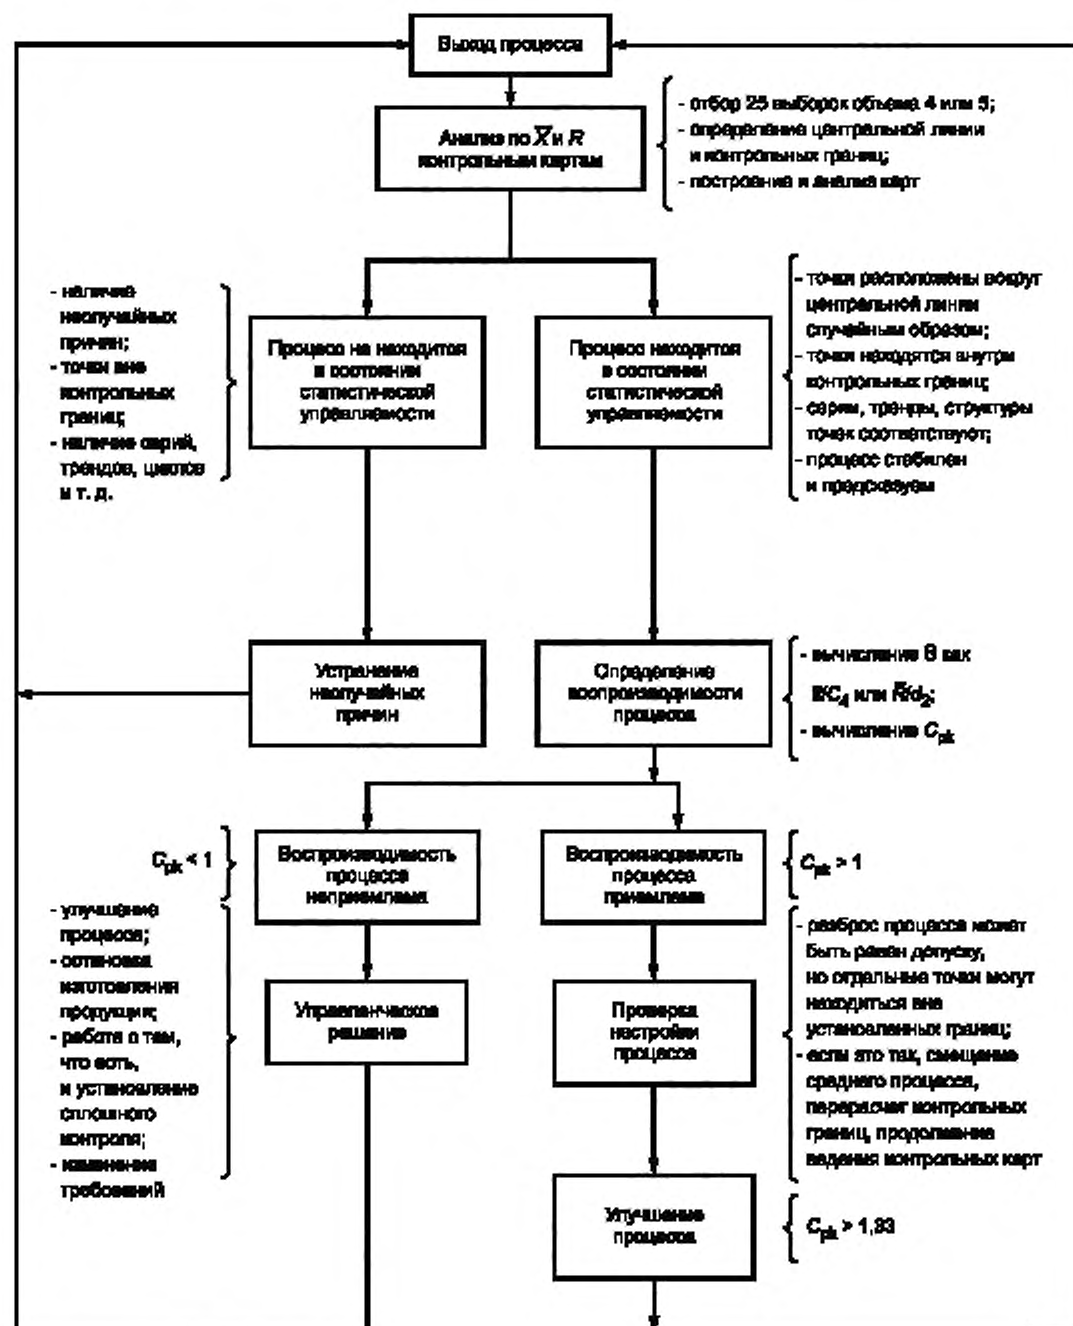 Выход процесса
Анализ по X̅ и R
контрольным картам
- отбор 25 выборок объема 4 или 5;
- определение центральной линии
и контрольных границ;
- построение и анализ карт
- наличие
неслучайных
причин;
- точки вне
контрольных
границ;
- наличие серий,
трендов, циклов
и т. д.
Процесс не находится
в состоянии
статистической
управляемости
Процесс находится
в состоянии
статистической
управляемости
- точки расположены вокруг
центральной линии
случайным образом;
- точки находятся внутри
контрольных границ;
- серии, тренды, структуры
точек соответствуют;
- процесс стабилен
и предсказуем
Устранение
неслучайных
причин
Определение
воспроизводимости
процесса
- вычисление как
C₄ или R̅/d₂;
- вычисление Cpk
Cpk < 1
Воспроизводимость
процесса
неприемлема
Воспроизводимость
процесса
приемлема
Cpk > 1
- улучшение
процесса;
- остановка
изготовления
продукции;
- работа с тем,
что есть,
и установление
сплошного
контроля;
- изменение
требований
Управленческое
решение
Проверка
настройки
процесса
- разброс процесса может
быть равен допуску,
но отдельные точки могут
находиться вне
установленных границ;
- если это так, смещение
среднего процесса,
перерасчет контрольных
границ, продолжение
ведения контрольных карт
Улучшение
процесса
Cpk > 1,33